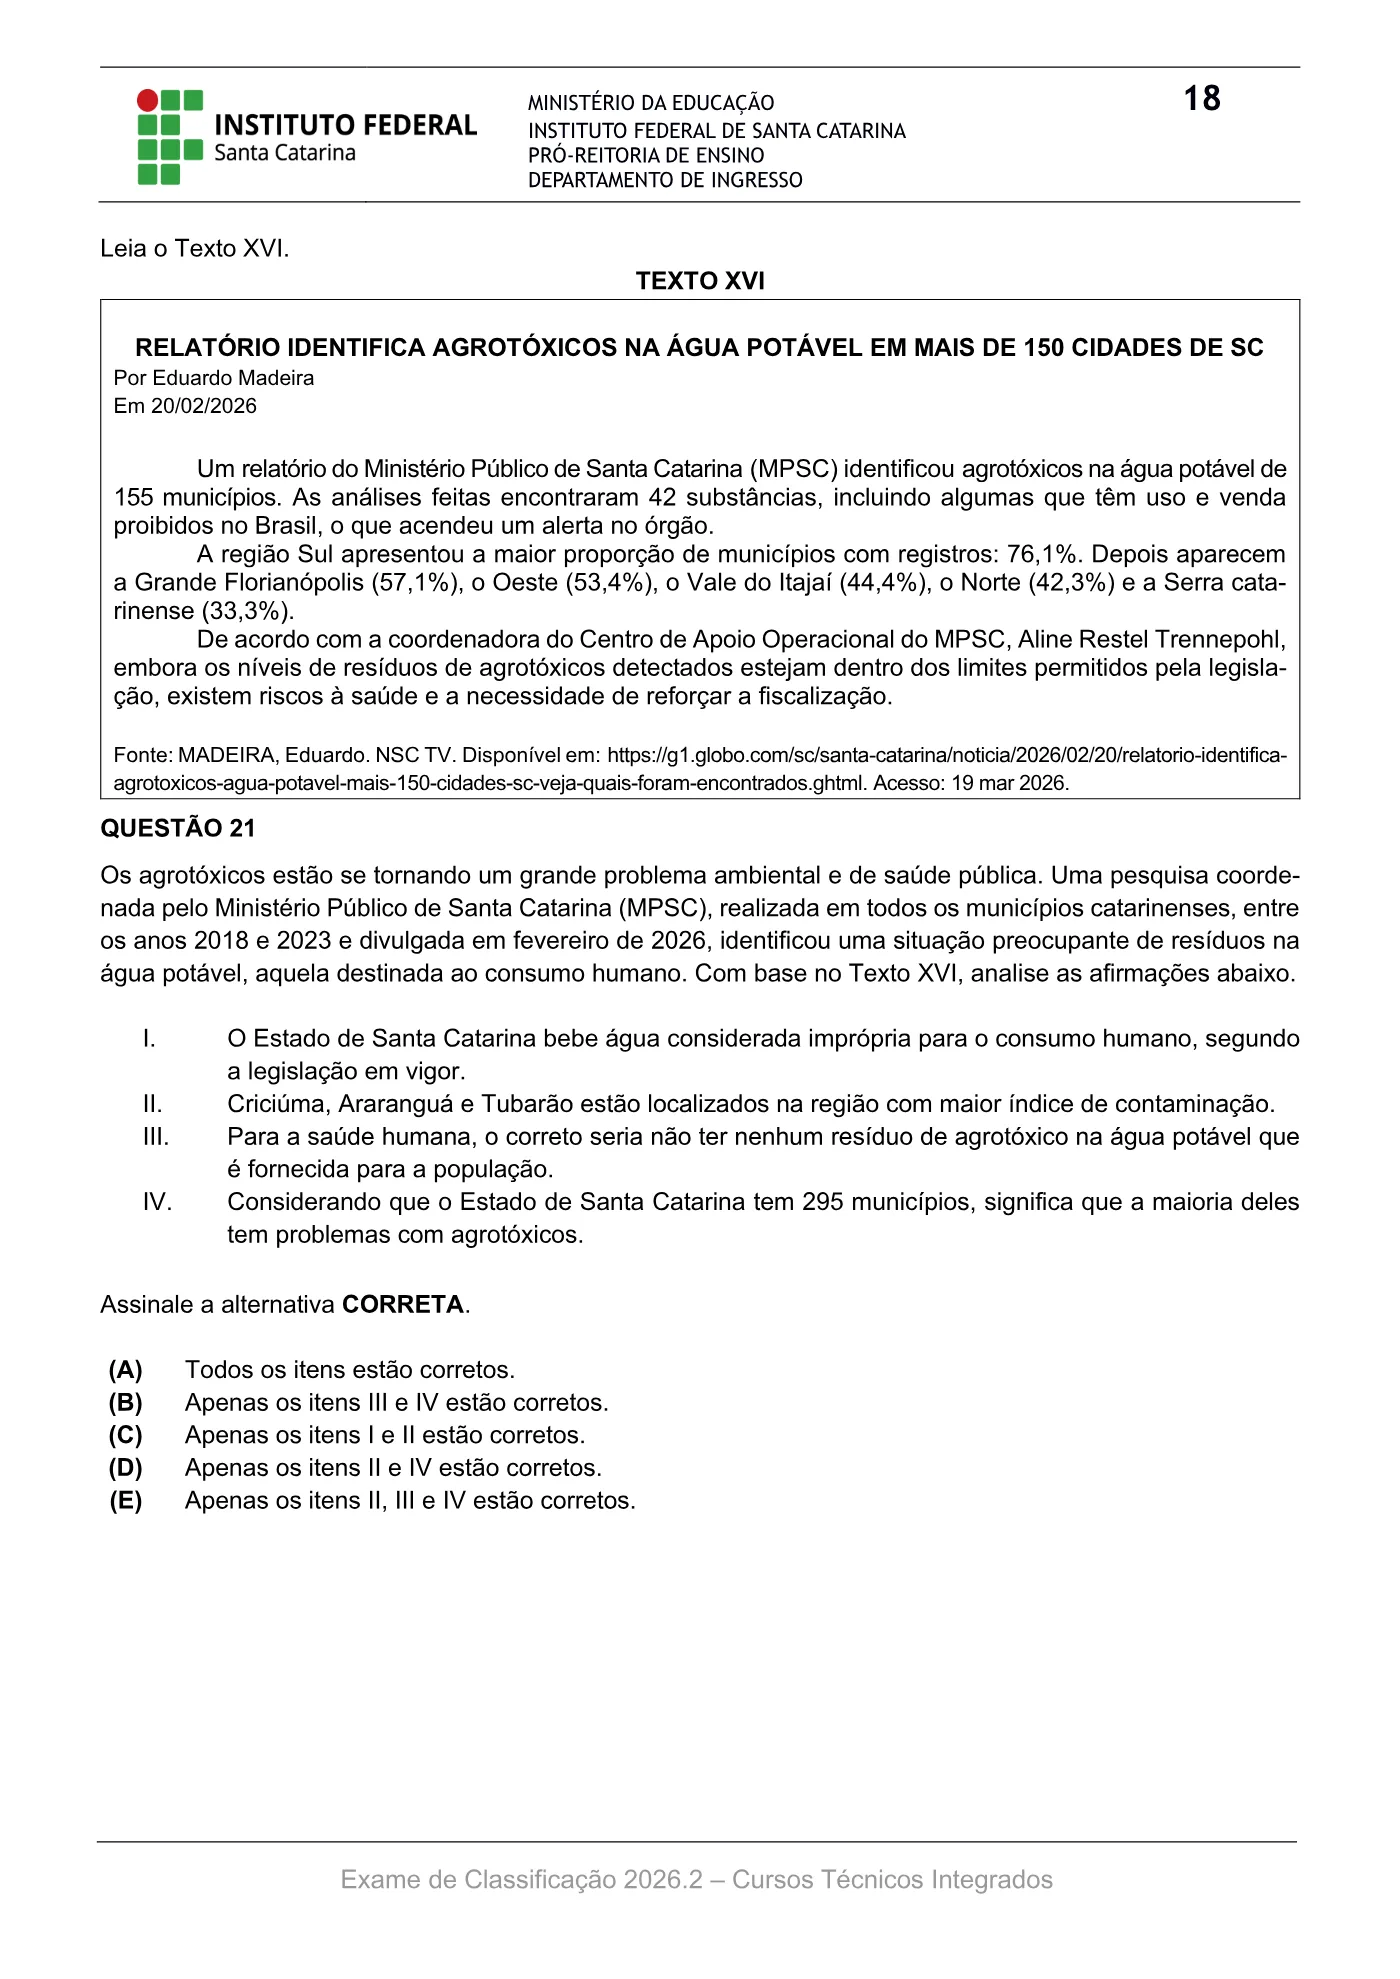 INSTITUTO FEDERAL
Santa Catarina
MINISTÉRIO DA EDUCAÇÃO
INSTITUTO FEDERAL DE SANTA CATARINA
PRÓ-REITORIA DE ENSINO
DEPARTAMENTO DE INGRESSO
18
Leia o Texto XVI.
TEXTO XVI
RELATÓRIO IDENTIFICA AGROTÓXICOS NA ÁGUA POTÁVEL EM MAIS DE 150 CIDADES DE SC
Por Eduardo Madeira
Em 20/02/2026
Um relatório do Ministério Público de Santa Catarina (MPSC) identificou agrotóxicos na água potável de
155 municípios. As análises feitas encontraram 42 substâncias, incluindo algumas que têm uso e venda
proibidos no Brasil, o que acendeu um alerta no órgão.
A região Sul apresentou a maior proporção de municípios com registros: 76,1%. Depois aparecem
a Grande Florianópolis (57,1%), o Oeste (53,4%), o Vale do Itajaí (44,4%), o Norte (42,3%) e a Serra cata-
rinense (33,3%).
De acordo com a coordenadora do Centro de Apoio Operacional do MPSC, Aline Restel Trennepohl,
embora os níveis de resíduos de agrotóxicos detectados estejam dentro dos limites permitidos pela legisla-
ção, existem riscos à saúde e a necessidade de reforçar a fiscalização.
Fonte: MADEIRA, Eduardo. NSC TV. Disponível em: https://g1.globo.com/sc/santa-catarina/noticia/2026/02/20/relatorio-identifica-
agrotoxicos-agua-potavel-mais-150-cidades-sc-veja-quais-foram-encontrados.ghtml. Acesso: 19 mar 2026.
QUESTÃO 21
Os agrotóxicos estão se tornando um grande problema ambiental e de saúde pública. Uma pesquisa coorde-
nada pelo Ministério Público de Santa Catarina (MPSC), realizada em todos os municípios catarinenses, entre
os anos 2018 e 2023 e divulgada em fevereiro de 2026, identificou uma situação preocupante de resíduos na
água potável, aquela destinada ao consumo humano. Com base no Texto XVI, analise as afirmações abaixo.
I. O Estado de Santa Catarina bebe água considerada imprópria para o consumo humano, segundo
a legislação em vigor.
II. Criciúma, Araranguá e Tubarão estão localizados na região com maior índice de contaminação.
III. Para a saúde humana, o correto seria não ter nenhum resíduo de agrotóxico na água potável que
é fornecida para a população.
IV. Considerando que o Estado de Santa Catarina tem 295 municípios, significa que a maioria deles
tem problemas com agrotóxicos.
Assinale a alternativa CORRETA.
(A) Todos os itens estão corretos.
(B) Apenas os itens III e IV estão corretos.
(C) Apenas os itens I e II estão corretos.
(D) Apenas os itens II e IV estão corretos.
(E) Apenas os itens II, III e IV estão corretos.
Exame de Classificação 2026.2 – Cursos Técnicos Integrados